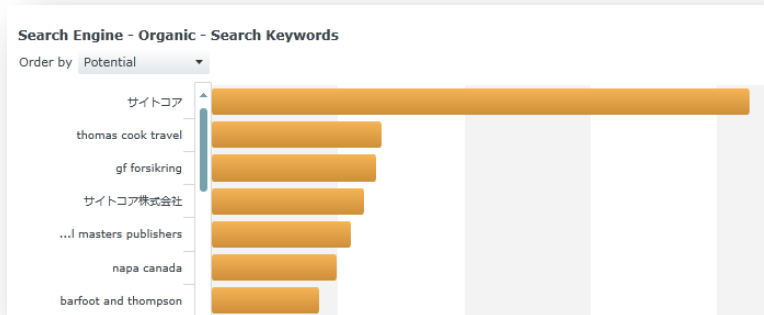 Search Engine - Organic - Search Keywords
Order by Potential
サイトコア
thomas cook travel
gf forsikring
サイトコア株式会社
...l masters publishers
napa canada
barfoot and thompson